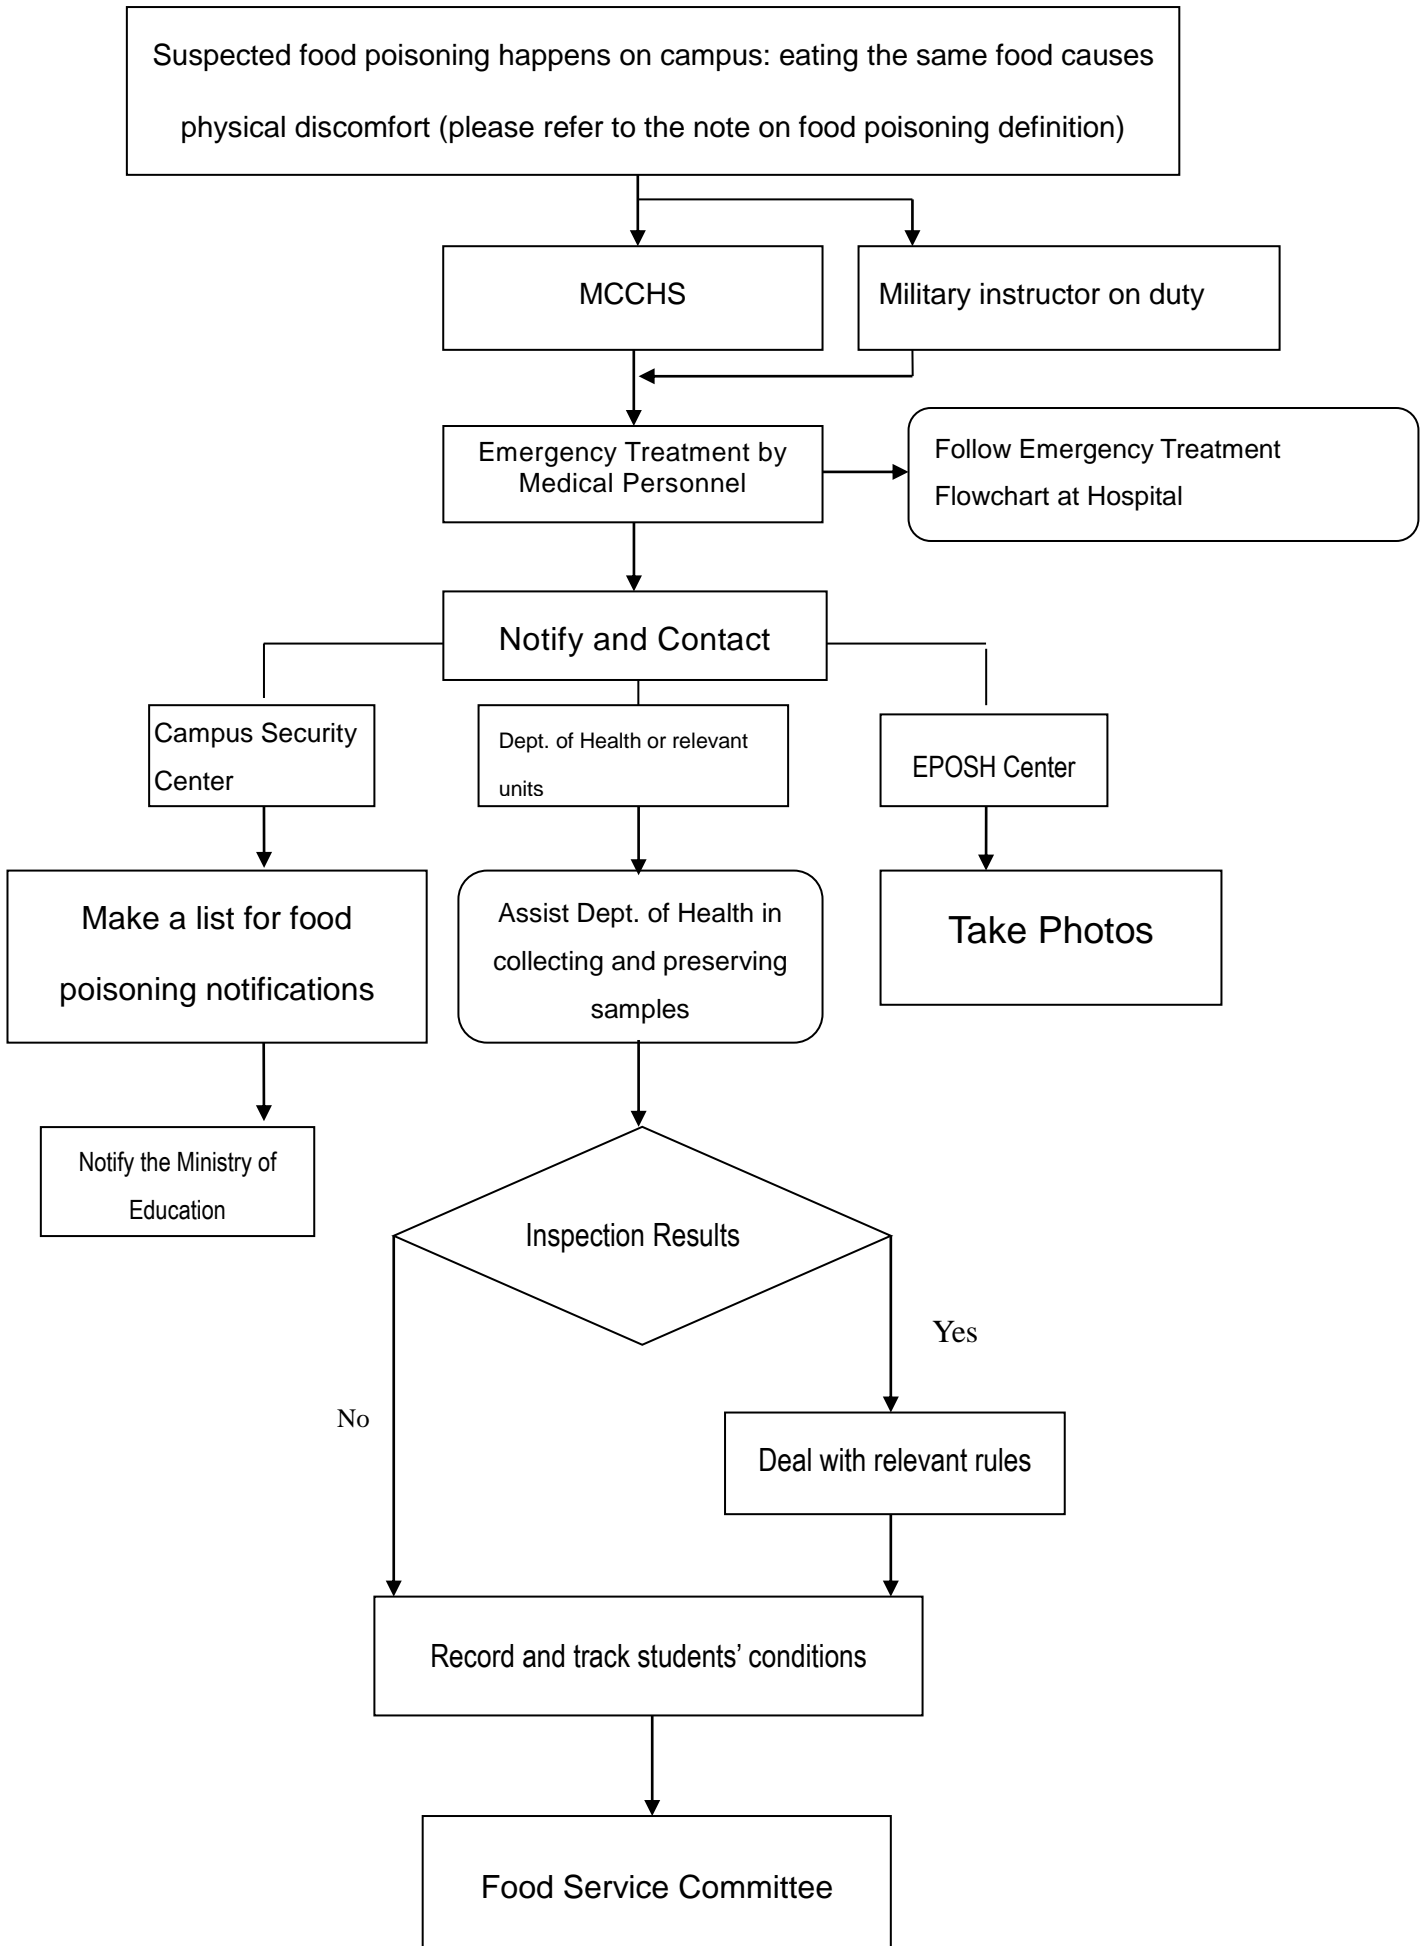 Suspected food poisoning happens on campus: eating the same food causes
physical discomfort (please refer to the note on food poisoning definition)
MCCHS
Military instructor on duty
Emergency Treatment by
Medical Personnel
Follow Emergency Treatment
Flowchart at Hospital
Notify and Contact
Campus Security
Center
Dept. of Health or relevant
units
EPOSH Center
Make a list for food
poisoning notifications
Assist Dept. of Health in
collecting and preserving
samples
Take Photos
Notify the Ministry of
Education
Inspection Results
Yes
No
Deal with relevant rules
Record and track students’ conditions
Food Service Committee